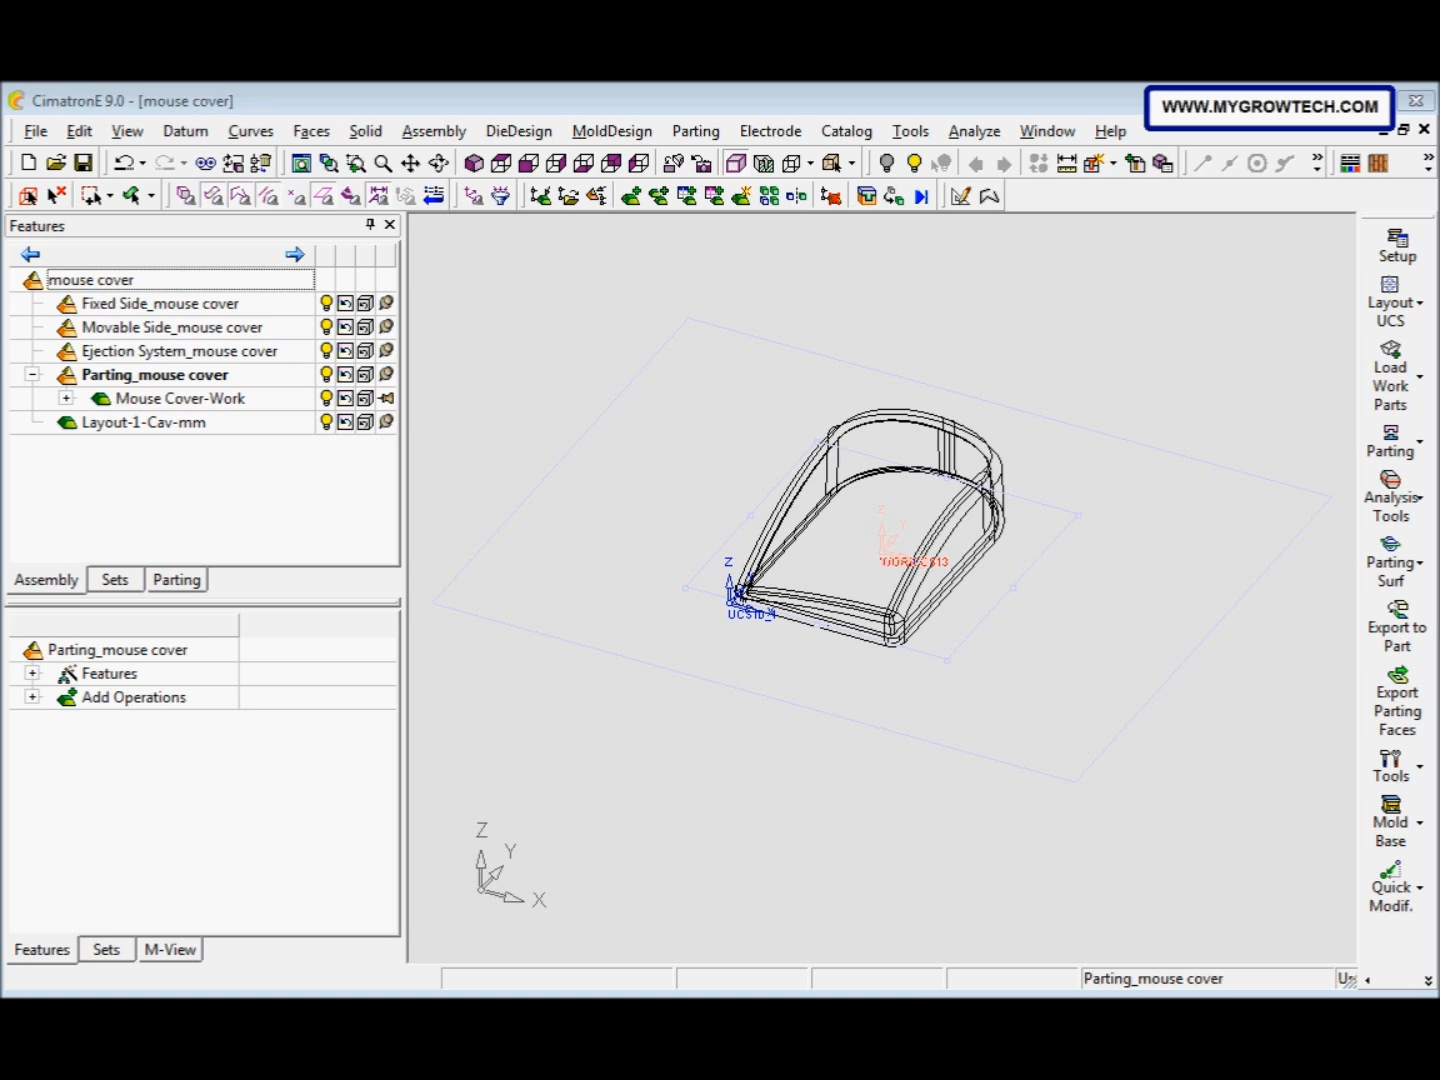 CimatronE 9.0 - [mouse cover]
WWW.MYGROWTECH.COM
File Edit View Datum Curves Faces Solid Assembly DieDesign MoldDesign Parting Electrode Catalog Tools Analyze Window Help
Features
mouse cover
Fixed Side_mouse cover
Movable Side_mouse cover
Ejection System_mouse cover
Parting_mouse cover
Mouse Cover-Work
Layout-1-Cav-mm
Assembly Sets Parting
Parting_mouse cover
Features
Add Operations
Features Sets M-View
Z
Z
UCSID_1
Z
Y
X
Setup
Layout
UCS
Load
Work
Parts
Parting
Analysis
Tools
Parting
Surf
Export to
Part
Export
Parting
Faces
Tools
Mold
Base
Quick
Modif.
Parting_mouse cover